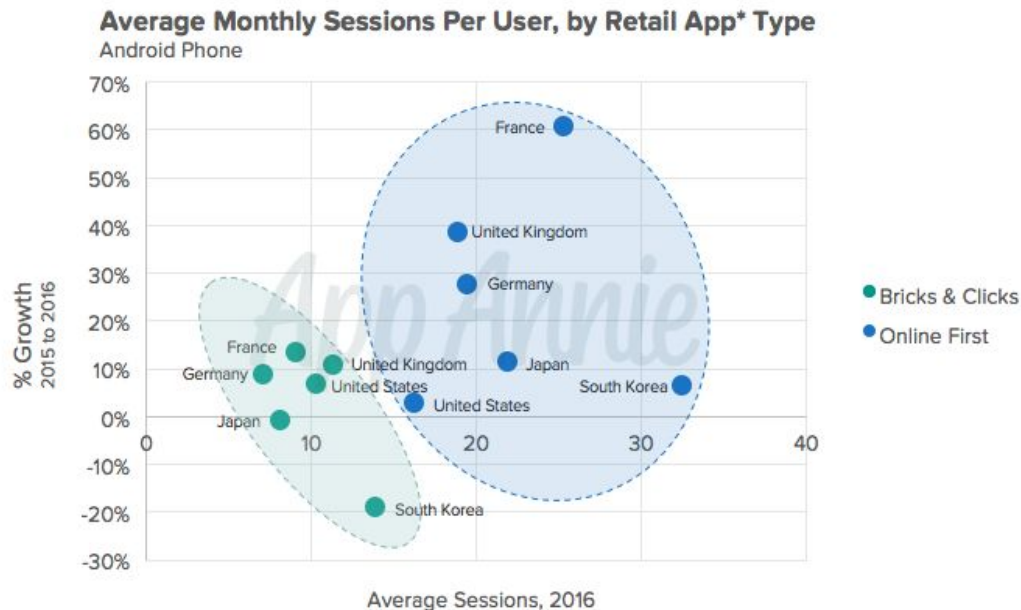 Average Monthly Sessions Per User, by Retail App* Type
Android Phone
% Growth
2015 to 2016
70%
60%
50%
40%
30%
20%
10%
0%
-10%
-20%
-30%
0
10
20
30
40
Average Sessions, 2016
France
United Kingdom
Germany
Japan
South Korea
United States
France
United Kingdom
Germany
United States
Japan
South Korea
App Annie
Bricks & Clicks
Online First